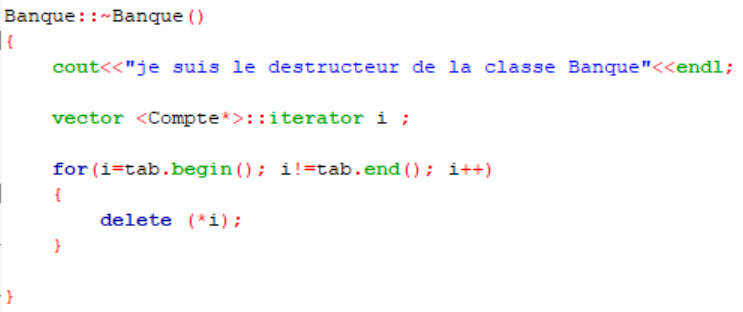 Banque::~Banque()
{
cout<<"je suis le destructeur de la classe Banque"<<endl;
vector <Compte*>::iterator i ;
for(i=tab.begin(); i!=tab.end(); i++)
{
delete (*i);
}
}